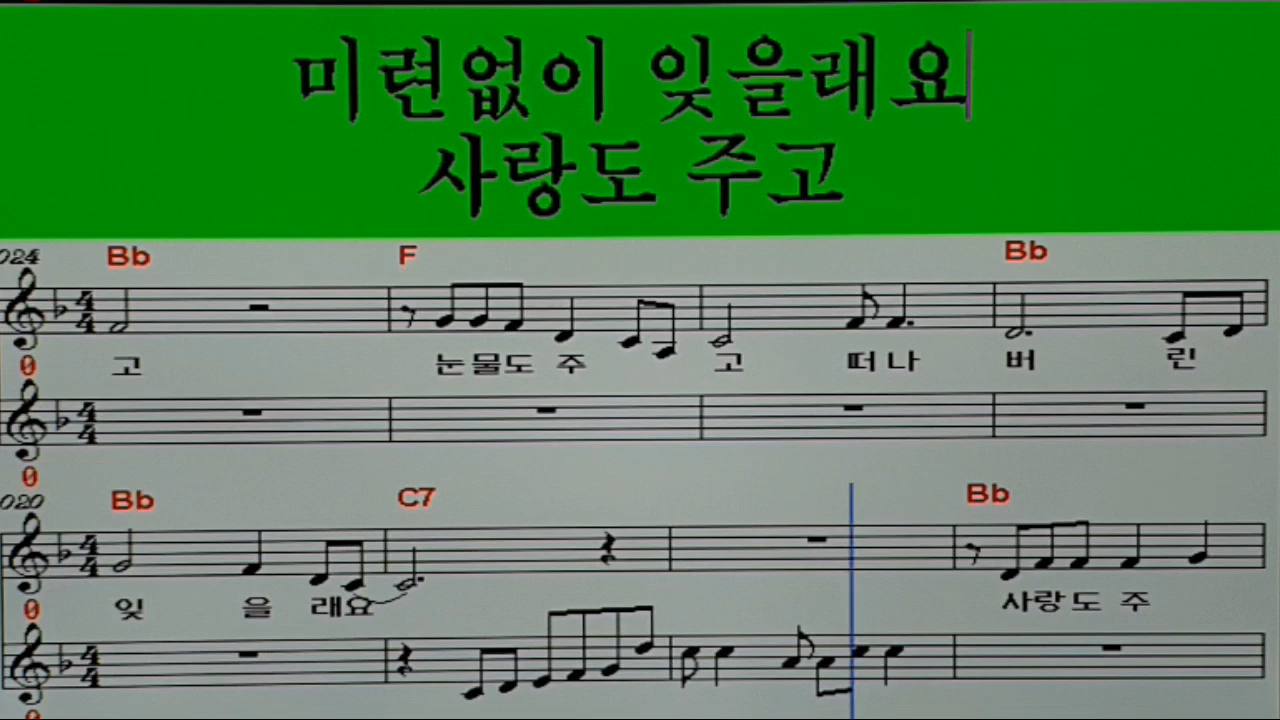 미련없이 잊을래요
사랑도 주고
024 Bb F Bb
0 고 눈물도 주 고 떠나 버 린
0
020 Bb C7 Bb
0 잊 을 래요 사랑도 주
0